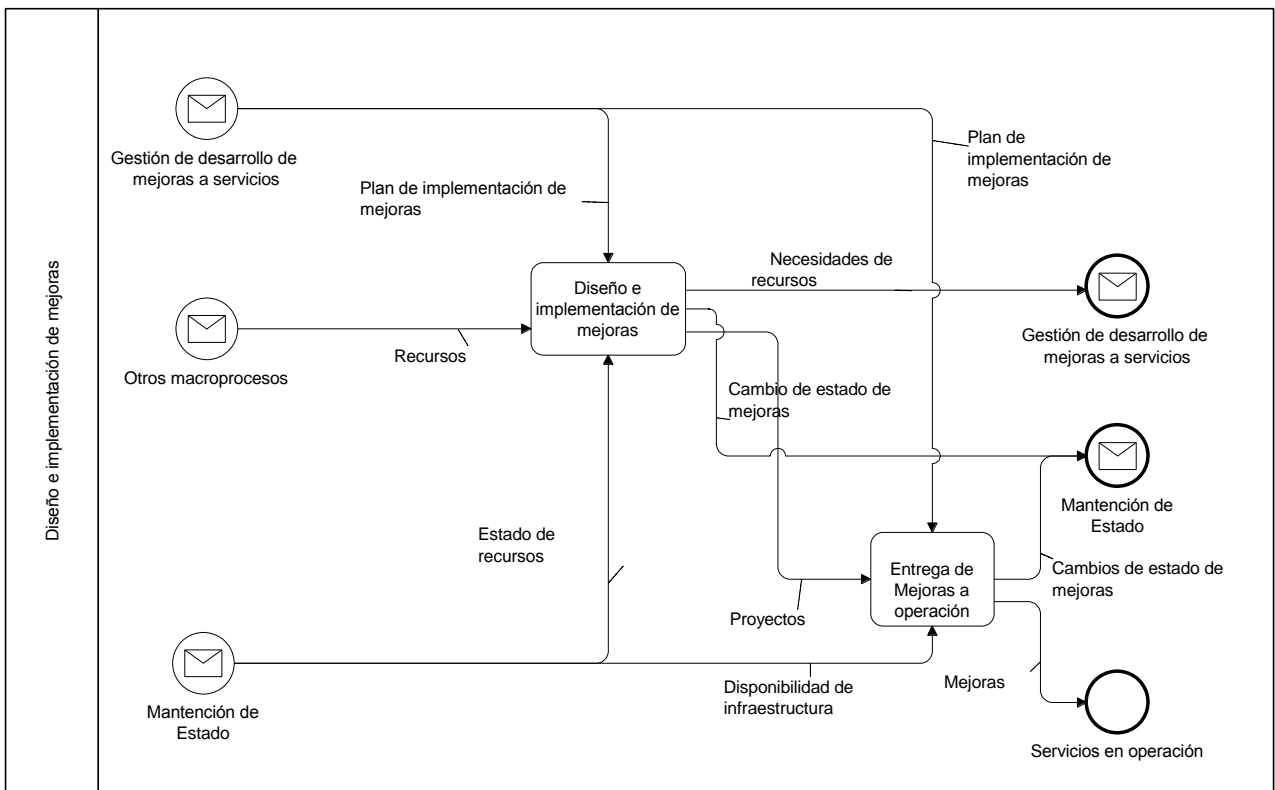 Diseño e implementación de mejoras
Gestión de desarrollo de
mejoras a servicios
Plan de implementación de
mejoras
Plan de
implementación de
mejoras
Otros macroprocesos
Recursos
Diseño e
implementación de
mejoras
Necesidades de
recursos
Gestión de desarrollo de
mejoras a servicios
Cambio de estado de
mejoras
Mantención de
Estado
Estado de
recursos
Entrega de
Mejoras a
operación
Cambios de estado de
mejoras
Proyectos
Mantención de
Estado
Disponibilidad de
infraestructura
Mejoras
Servicios en operación